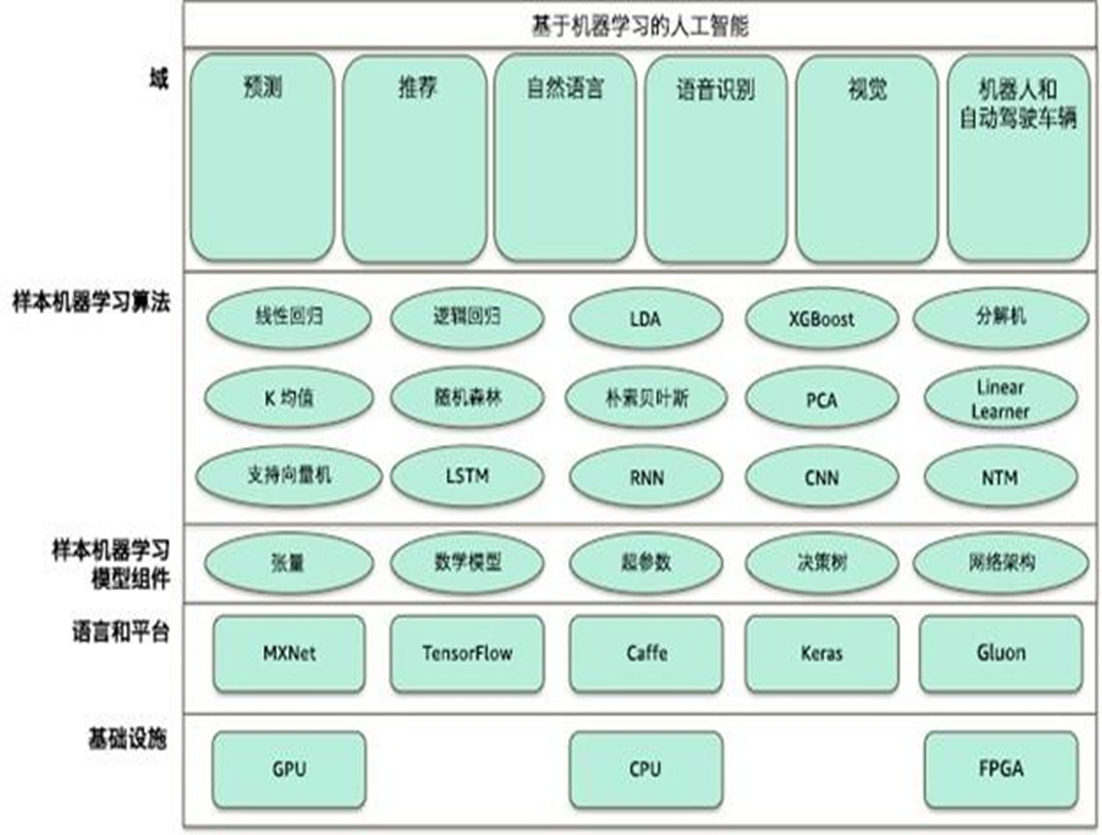 基于机器学习的人工智能
域
预测
推荐
自然语言
语音识别
视觉
机器人和
自动驾驶车辆
样本机器学习算法
线性回归
逻辑回归
LDA
XGBoost
分解机
K 均值
随机森林
朴素贝叶斯
PCA
Linear
Learner
支持向量机
LSTM
RNN
CNN
NTM
样本机器学习
模型组件
张量
数学模型
超参数
决策树
网络架构
语言和平台
MXNet
TensorFlow
Caffe
Keras
Gluon
基础设施
GPU
CPU
FPGA